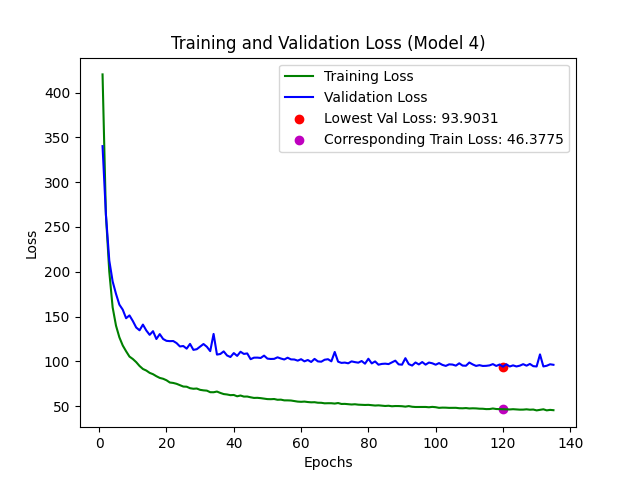 Training and Validation Loss (Model 4)
Training Loss
Validation Loss
Lowest Val Loss: 93.9031
Corresponding Train Loss: 46.3775
Loss
400
350
300
250
200
150
100
50
0 20 40 60 80 100 120 140
Epochs